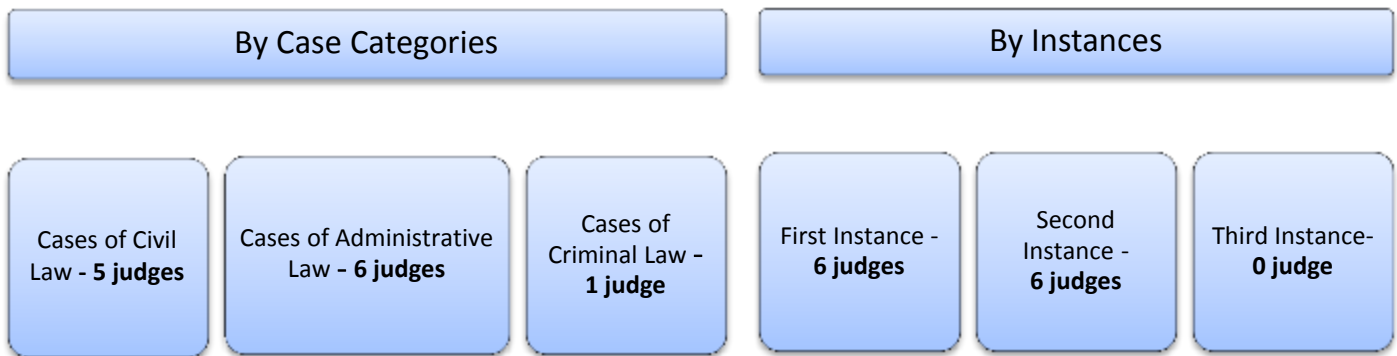 By Case Categories
By Instances
Cases of Civil
Law - 5 judges
Cases of Administrative
Law – 6 judges
Cases of
Criminal Law –
1 judge
First Instance -
6 judges
Second
Instance -
6 judges
Third Instance-
0 judge